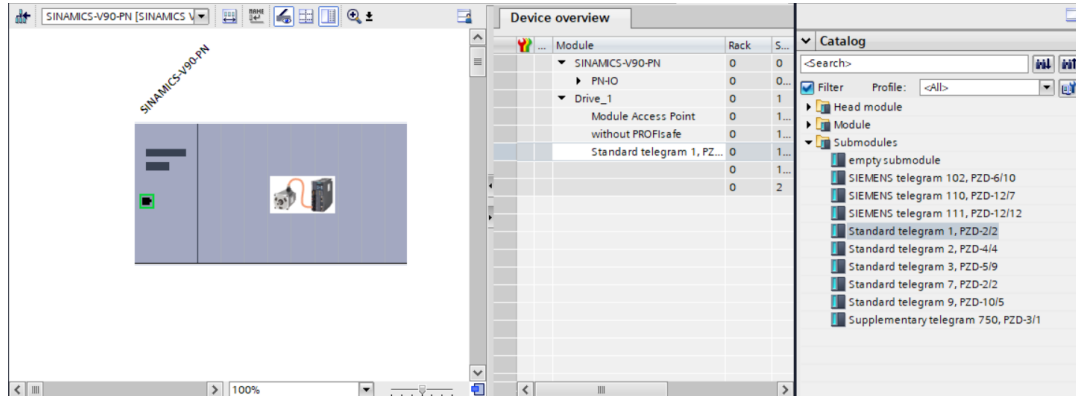 SINAMICS-V90-PN [SINAMICS V
NAME
100%
SINAMICS-V90-PN
Device overview
... Module Rack S...
SINAMICS-V90-PN 0 0
PN-IO 0 0...
Drive_1 0 1
Module Access Point 0 1...
without PROFIsafe 0 1...
Standard telegram 1, PZ... 0 1...
0 1...
0 2
Catalog
<Search>
Filter Profile: <All>
Head module
Module
Submodules
empty submodule
SIEMENS telegram 102, PZD-6/10
SIEMENS telegram 110, PZD-12/7
SIEMENS telegram 111, PZD-12/12
Standard telegram 1, PZD-2/2
Standard telegram 2, PZD-4/4
Standard telegram 3, PZD-5/9
Standard telegram 7, PZD-2/2
Standard telegram 9, PZD-10/5
Supplementary telegram 750, PZD-3/1